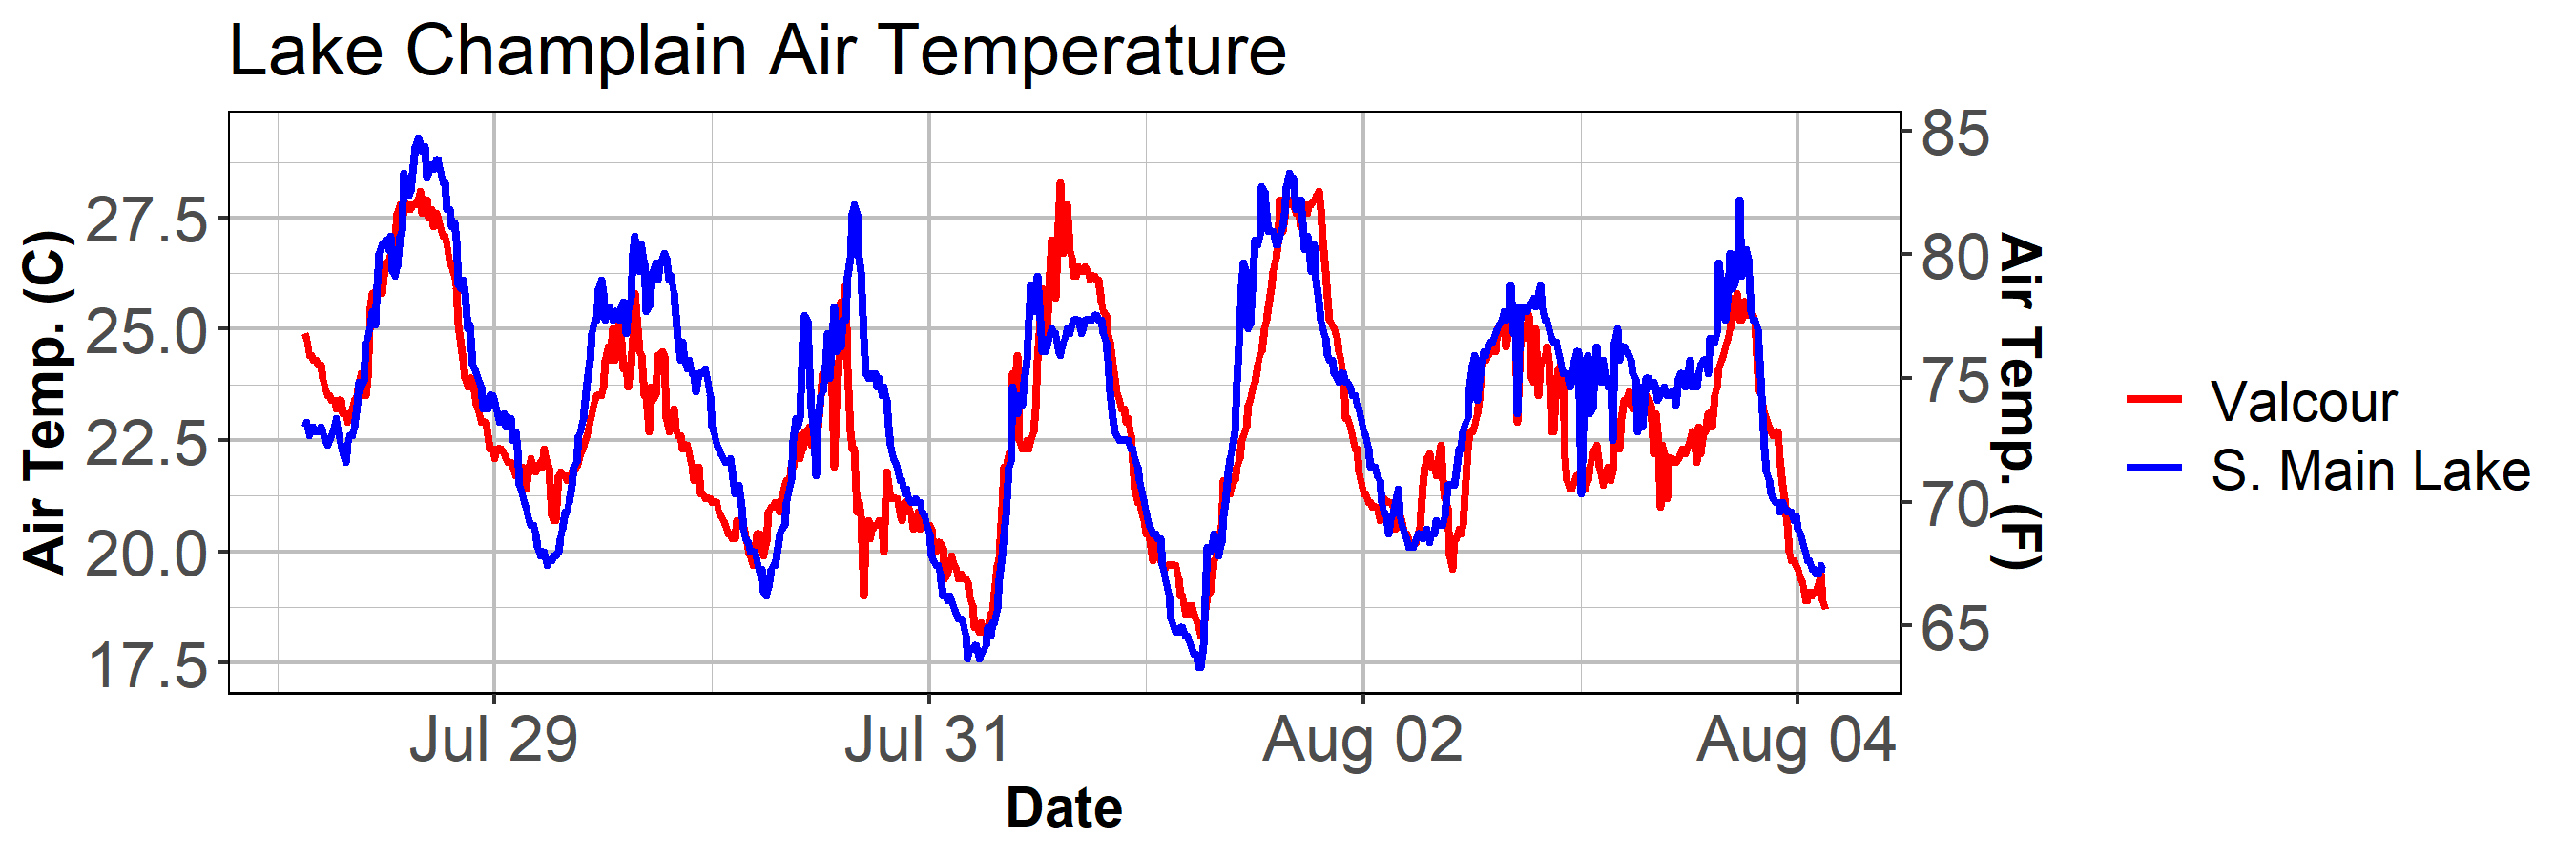 Lake Champlain Air Temperature
Air Temp. (C)
27.5
25.0
22.5
20.0
17.5
85
80
75
70
65
Air Temp. (F)
Jul 29
Jul 31
Aug 02
Aug 04
Date
Valcour
S. Main Lake